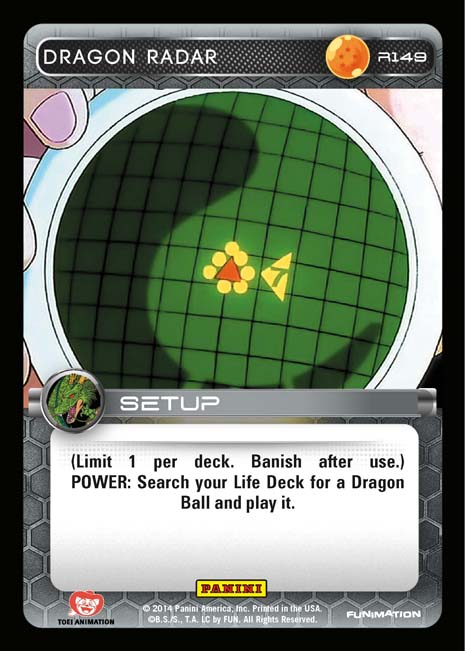 DRAGON RADAR
R149
SETUP
(Limit 1 per deck. Banish after use.)
POWER: Search your Life Deck for a Dragon
Ball and play it.
PANINI
TOEI ANIMATION
© 2014 Panini America, Inc. Printed in the USA.
©B.S./S., T.A. LC by FUN. All Rights Reserved.
FUNIMATION